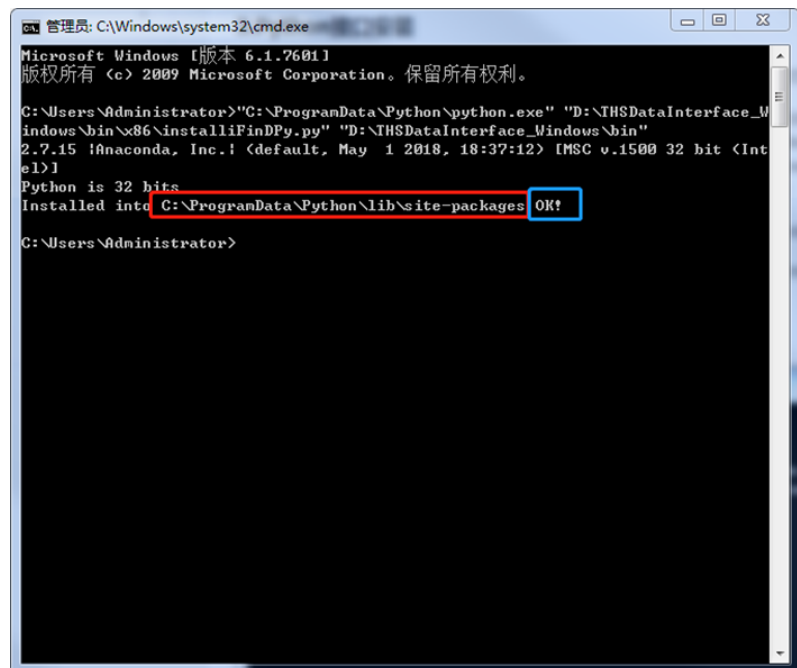 管理员: C:\Windows\system32\cmd.exe
Microsoft Windows [版本 6.1.7601]
版权所有 (c) 2009 Microsoft Corporation。保留所有权利。
C:\Users\Administrator>"C:\ProgramData\Python\python.exe" "D:\THSDataInterface_W
indows\bin\x86\installiFinDPy.py" "D:\THSDataInterface_Windows\bin"
2.7.15 |Anaconda, Inc.| (default, May  1 2018, 18:37:12) [MSC v.1500 32 bit (Int
el)]
Python is 32 bits
Installed into C:\ProgramData\Python\lib\site-packages OK!
C:\Users\Administrator>